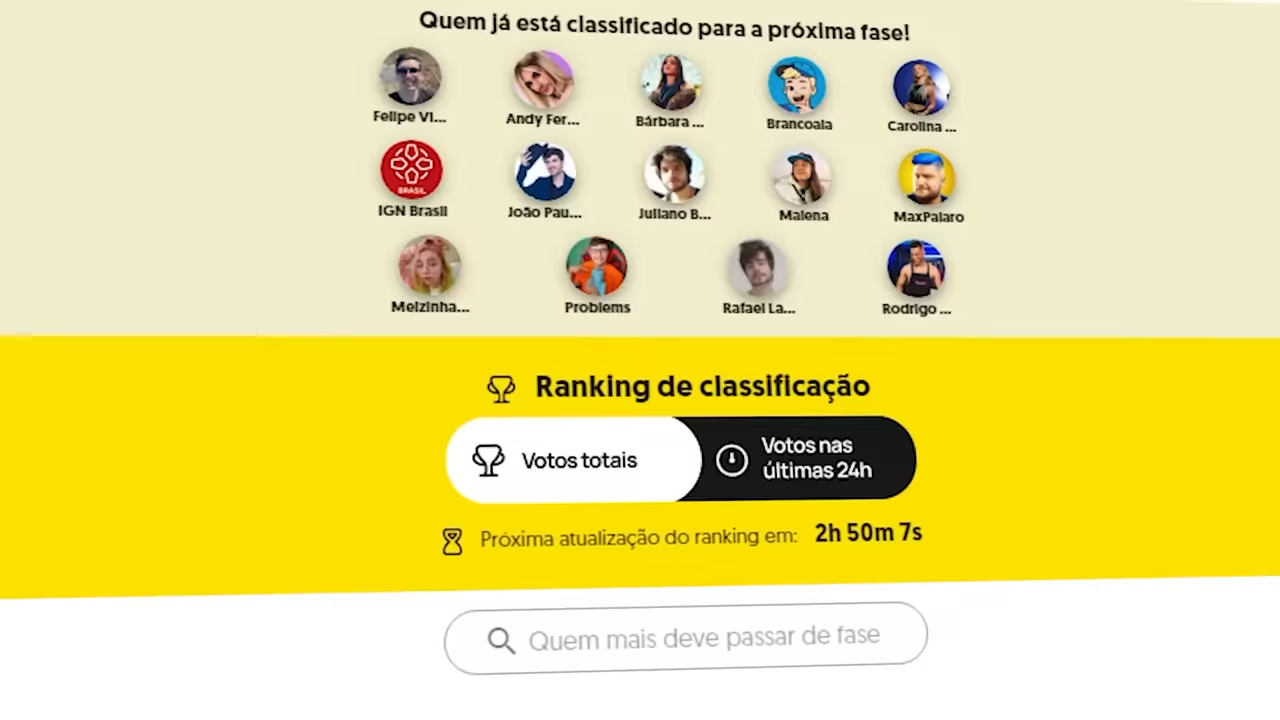 Quem já está classificado para a próxima fase!
Felipe Vi...
Andy Fer...
Bárbara ...
Brancoala
Carolina ...
BRASIL
IGN Brasil
João Pau...
Juliano B...
Malena
MaxPalaro
Meizinha...
Problems
Rafael La...
Rodrigo ...
Ranking de classificação
Votos totais
Votos nas
últimas 24h
Próxima atualização do ranking em: 2h 50m 7s
Quem mais deve passar de fase